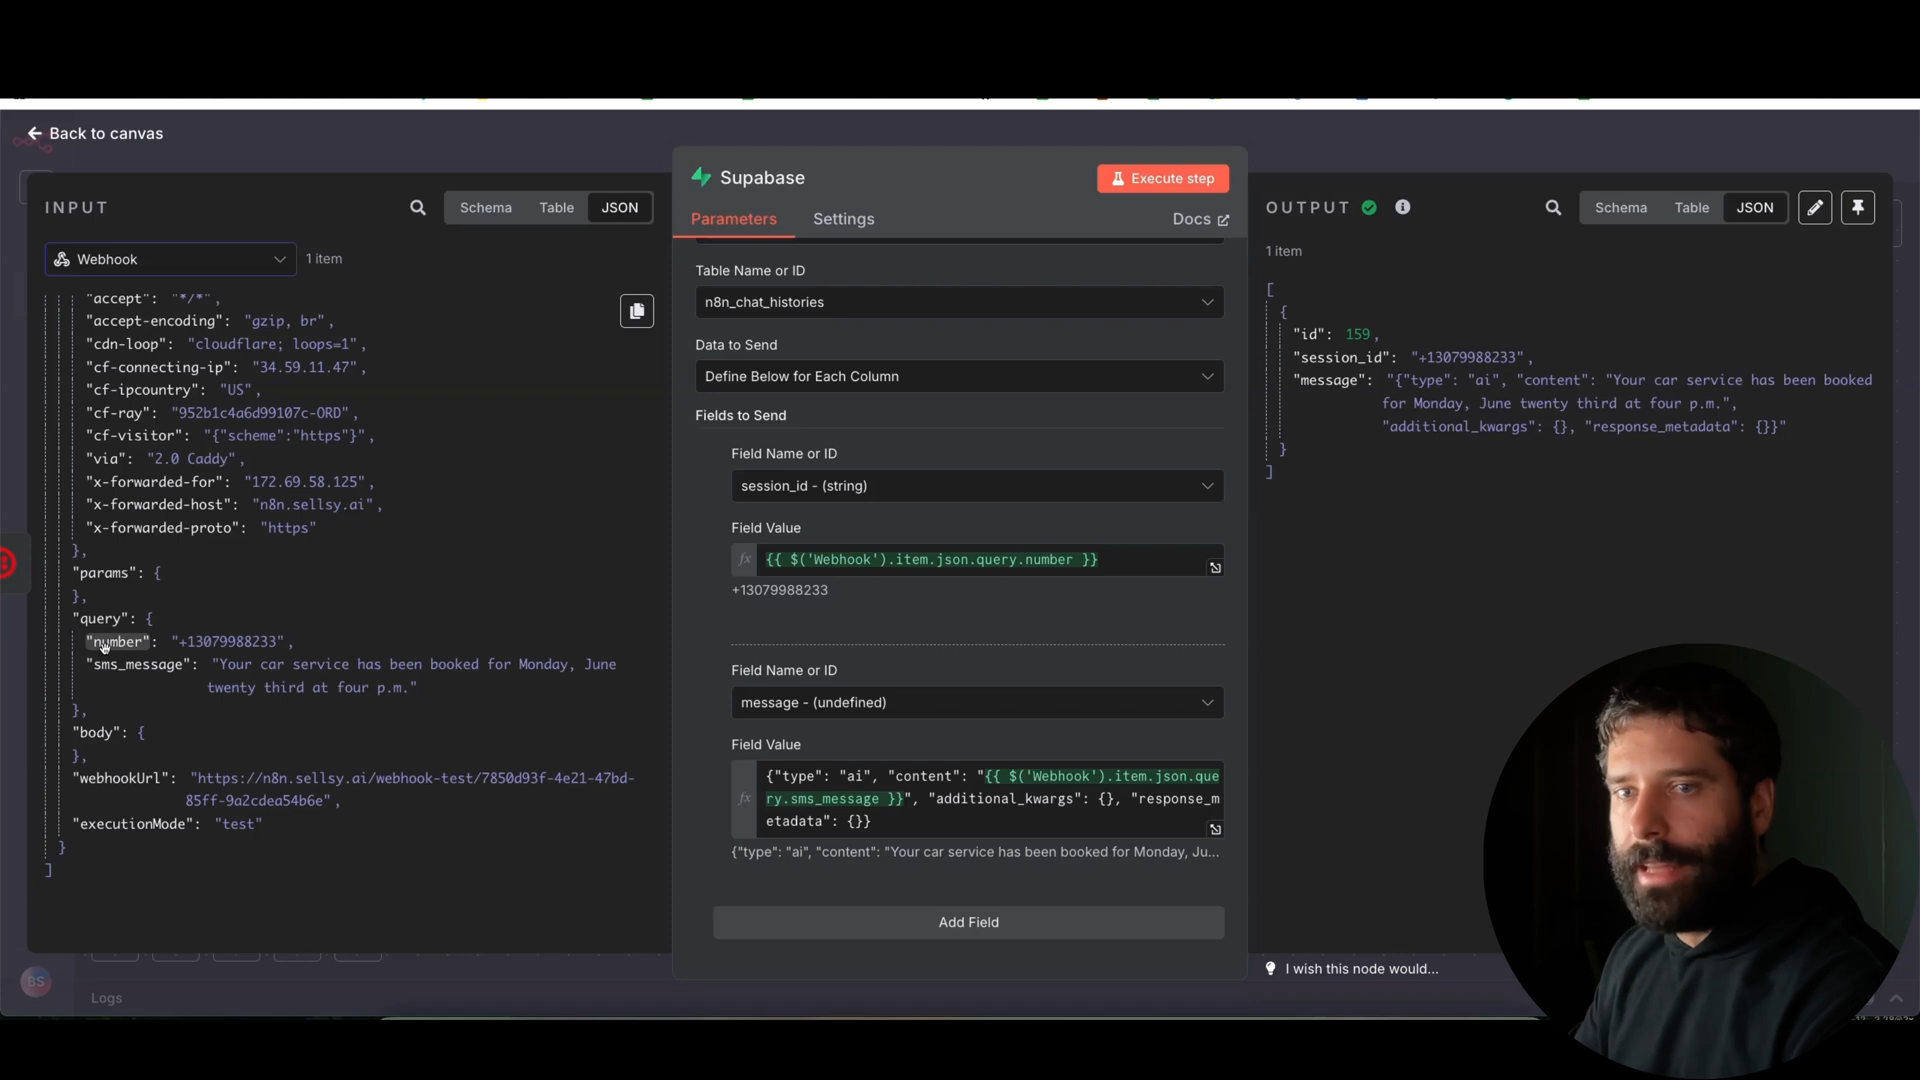 Back to canvas
INPUT
Schema
Table
JSON
Webhook
1 item
"accept": "*/*",
"accept-encoding": "gzip, br",
"cdn-loop": "cloudflare; loops=1",
"cf-connecting-ip": "34.59.11.47",
"cf-ipcountry": "US",
"cf-ray": "952b1c4a6d99107c-ORD",
"cf-visitor": "{"scheme":"https"}",
"via": "2.0 Caddy",
"x-forwarded-for": "172.69.58.125",
"x-forwarded-host": "n8n.sellsy.ai",
"x-forwarded-proto": "https"
},
"params": {
},
"query": {
"number": "+13079988233",
"sms_message": "Your car service has been booked for Monday, June
twenty third at four p.m."
},
"body": {
},
"webhookUrl": "https://n8n.sellsy.ai/webhook-test/7850d93f-4e21-47bd-
85ff-9a2cdea54b6e",
"executionMode": "test"
}
]
BS
Logs
Supabase
Execute step
Parameters
Settings
Docs
Table Name or ID
n8n_chat_histories
Data to Send
Define Below for Each Column
Fields to Send
Field Name or ID
session_id - (string)
Field Value
fx
{{ $('Webhook').item.json.query.number }}
+13079988233
Field Name or ID
message - (undefined)
Field Value
{"type": "ai", "content": "{{ $('Webhook').item.json.que
fx
ry.sms_message }}", "additional_kwargs": {}, "response_m
etadata": {}}
{"type": "ai", "content": "Your car service has been booked for Monday, Ju...
Add Field
OUTPUT
Schema
Table
JSON
1 item
[
{
"id": 159,
"session_id": "+13079988233",
"message": "{"type": "ai", "content": "Your car service has been booked
for Monday, June twenty third at four p.m.",
"additional_kwargs": {}, "response_metadata": {}}"
}
]
I wish this node would...